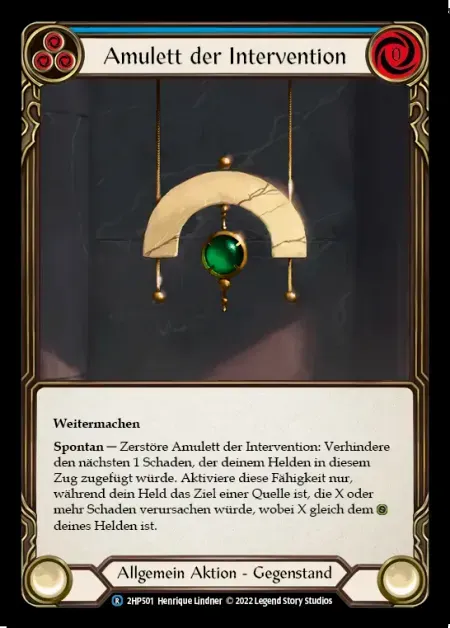 Amulett der Intervention
0
Weitermachen
Spontan — Zerstöre Amulett der Intervention: Verhindere
den nächsten 1 Schaden, der deinem Helden in diesem
Zug zugefügt würde. Aktiviere diese Fähigkeit nur,
während dein Held das Ziel einer Quelle ist, die X oder
mehr Schaden verursachen würde, wobei X gleich dem
deines Helden ist.
Allgemein Aktion - Gegenstand
R 2HP501 Henrique Lindner © 2022 Legend Story Studios